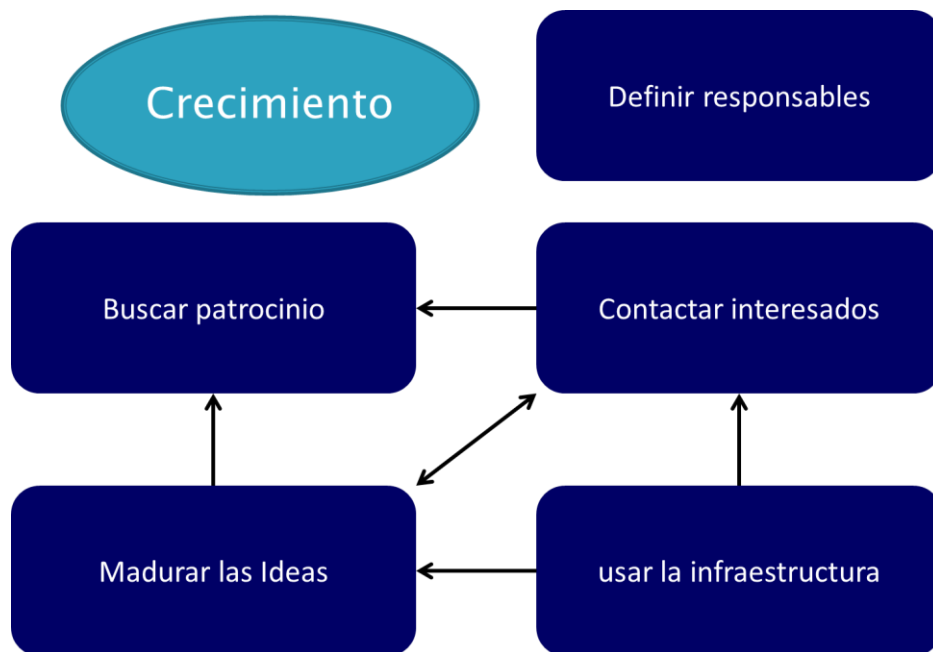 Crecimiento
Definir responsables
Buscar patrocinio
Contactar interesados
Madurar las Ideas
usar la infraestructura